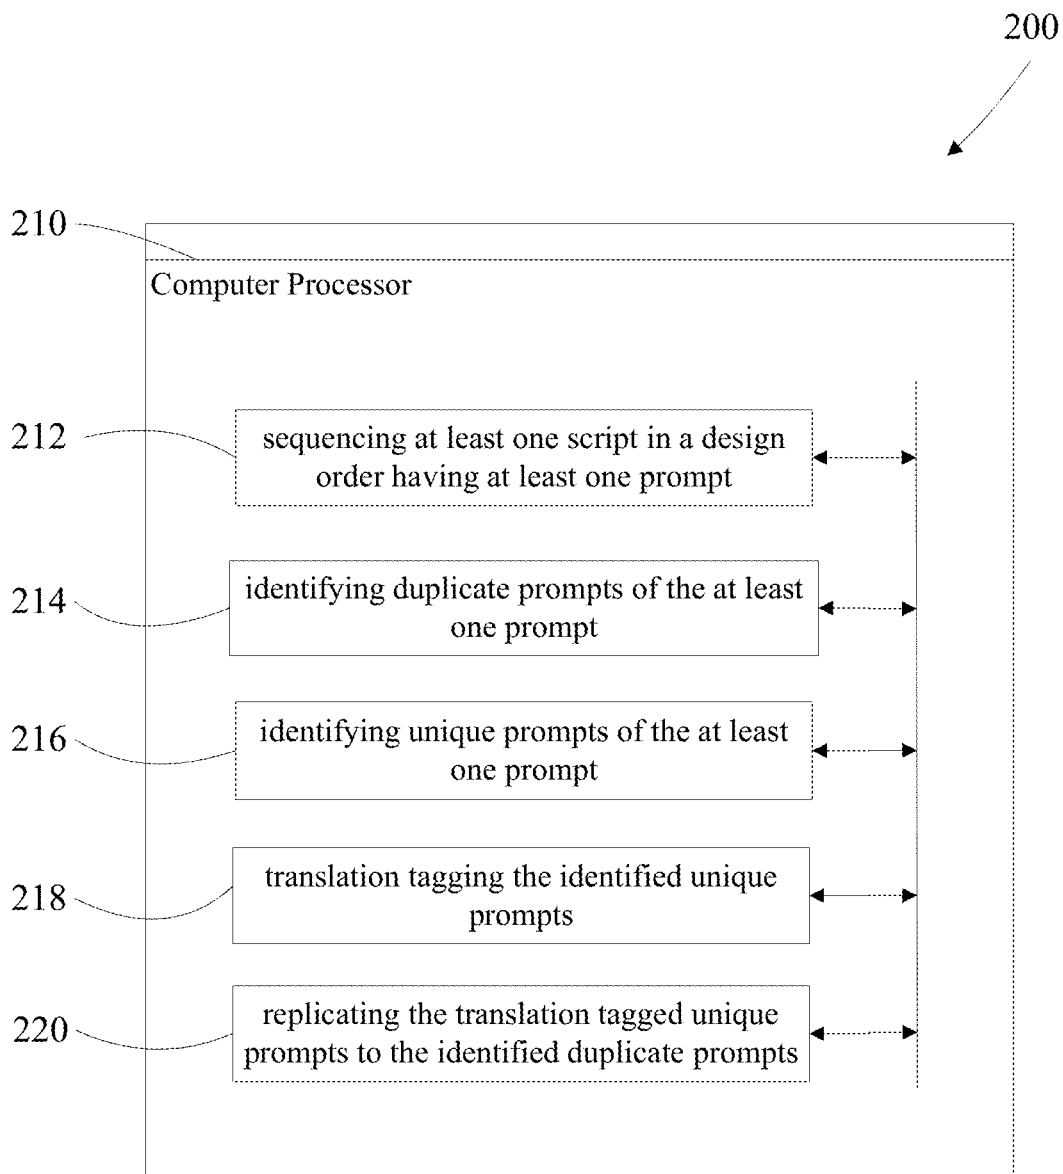 200
210
Computer Processor
212
sequencing at least one script in a design
order having at least one prompt
214
identifying duplicate prompts of the at least
one prompt
216
identifying unique prompts of the at least
one prompt
218
translation tagging the identified unique
prompts
220
replicating the translation tagged unique
prompts to the identified duplicate prompts